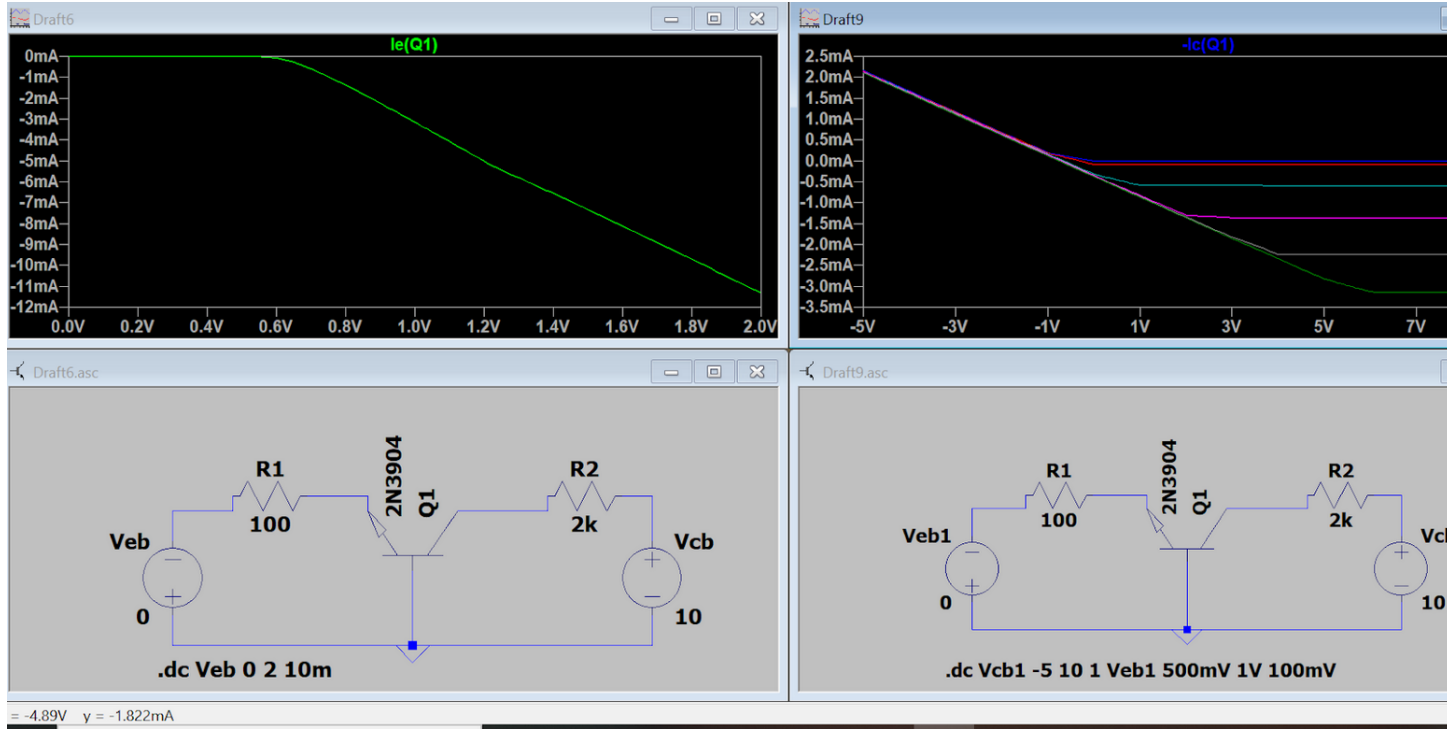 Draft6
Ie(Q1)
0mA
-1mA
-2mA
-3mA
-4mA
-5mA
-6mA
-7mA
-8mA
-9mA
-10mA
-11mA
-12mA
0.0V 0.2V 0.4V 0.6V 0.8V 1.0V 1.2V 1.4V 1.6V 1.8V 2.0V
Draft9
-Ic(Q1)
2.5mA
2.0mA
1.5mA
1.0mA
0.5mA
0.0mA
-0.5mA
-1.0mA
-1.5mA
-2.0mA
-2.5mA
-3.0mA
-3.5mA
-5V -3V -1V 1V 3V 5V 7V
Draft6.asc
R1
100
2N3904
Q1
R2
2k
Veb
0
Vcb
10
.dc Veb 0 2 10m
Draft9.asc
R1
100
2N3904
Q1
R2
2k
Veb1
0
10
.dc Vcb1 -5 10 1 Veb1 500mV 1V 100mV
= -4.89V y = -1.822mA